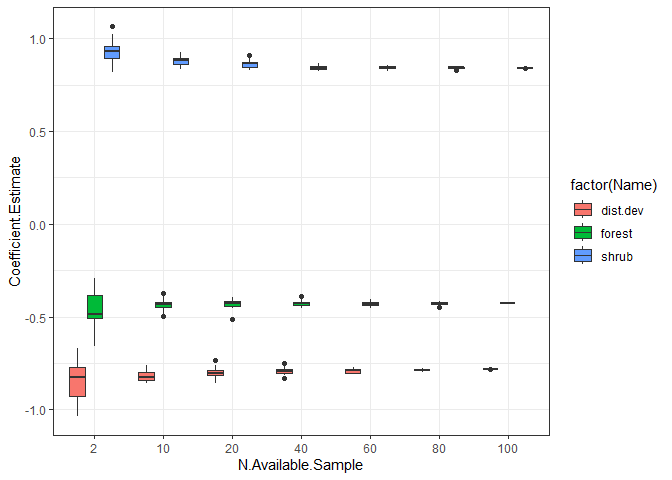 1.0
0.5
0.0
-0.5
-1.0
Coefficient.Estimate
2 10 20 40 60 80 100
N.Available.Sample
factor(Name)
dist.dev
forest
shrub